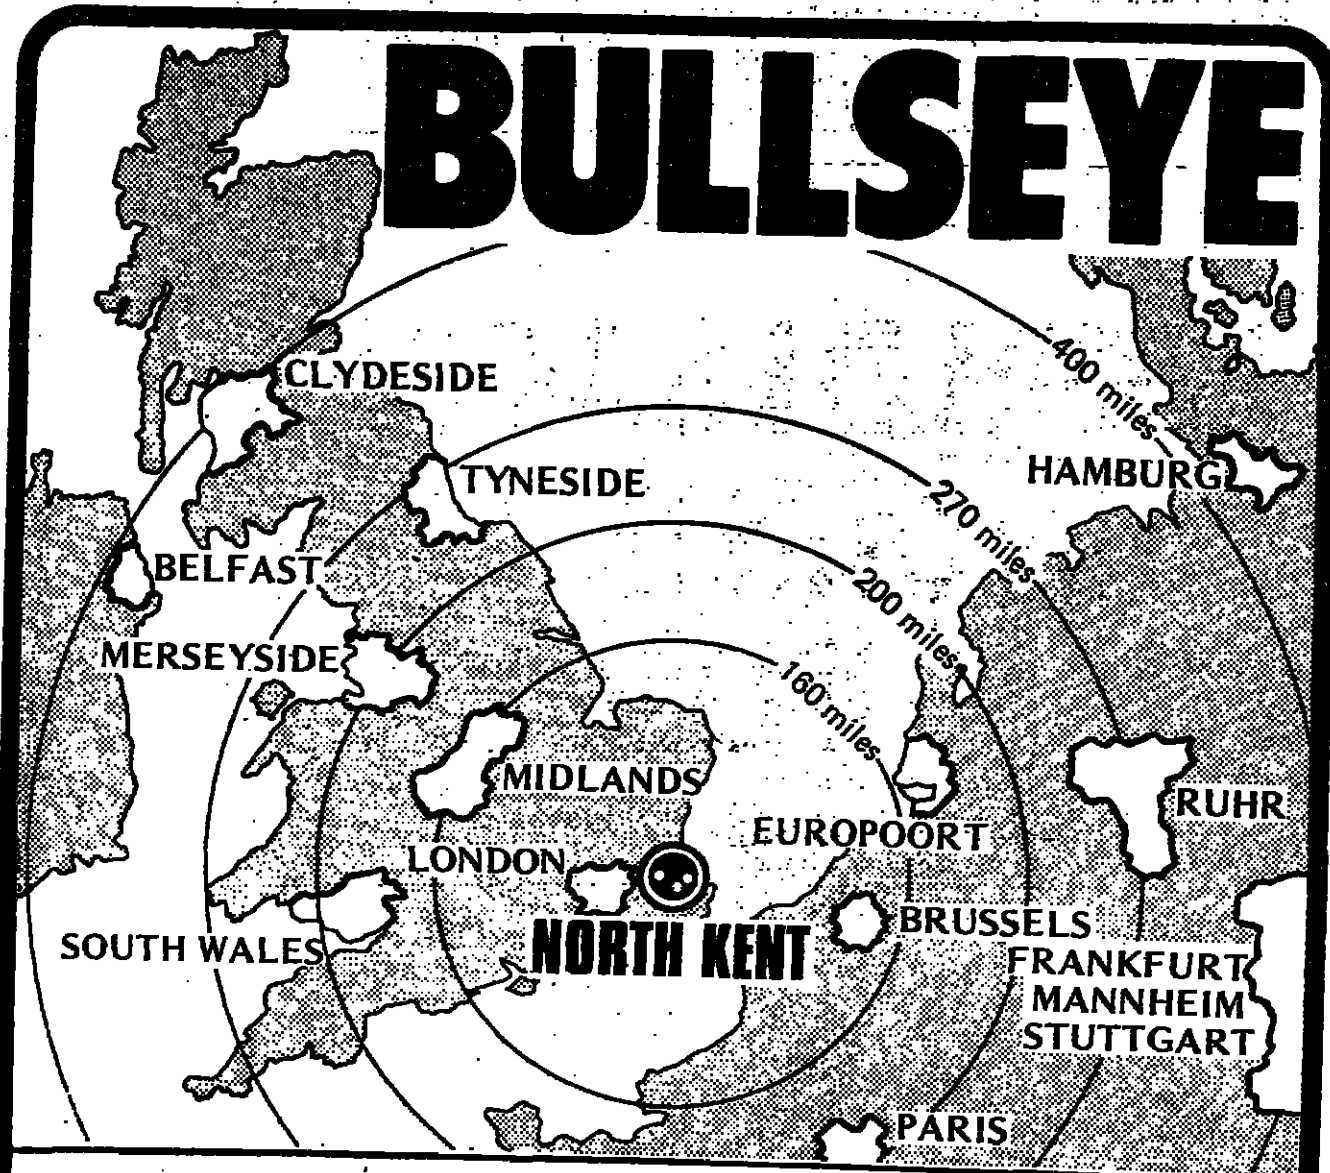 BULLSEYE
400 miles
CLYDESIDE
HAMBURG
TYNESIDE
270 miles
BELFAST
200 miles
MERSEYSIDE
160 miles
MIDLANDS
RUHR
EUROPOORT
LONDON
BRUSSELS
NORTH KENT
SOUTH WALES
FRANKFURT
MANNHEIM
STUTTGART
PARIS